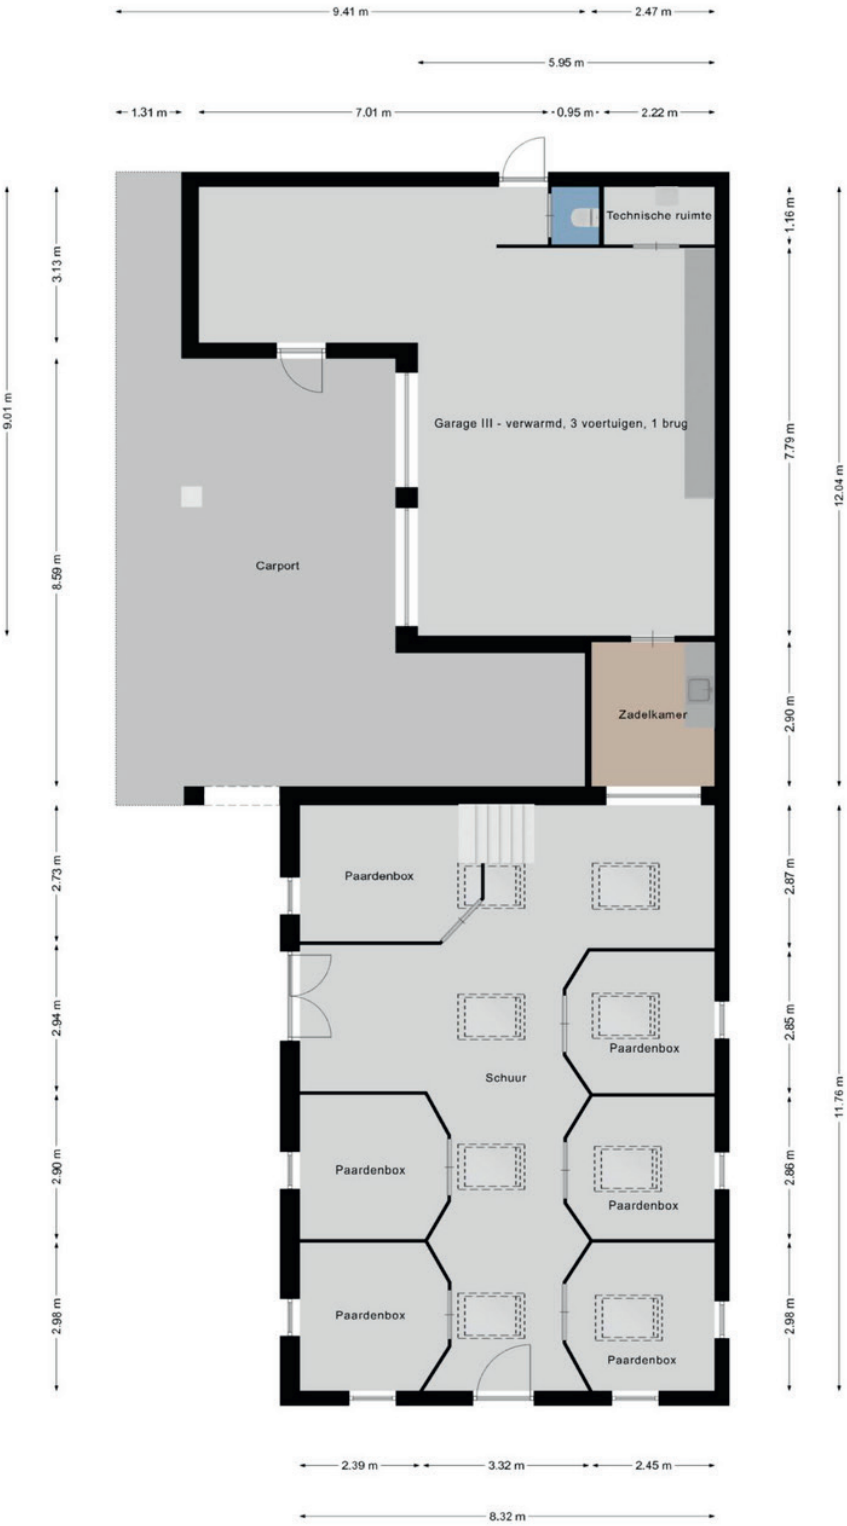 9.41 m 2.47 m
5.95 m
1.31 m 7.01 m 0.95 m 2.22 m
9.01 m
3.13 m
Technische ruimte
1.16 m
Garage III - verwarmd, 3 voertuigen, 1 brug
7.79 m
12.04 m
8.59 m
Carport
Zadelkamer
2.90 m
2.73 m
Paardenbox
2.87 m
2.94 m
2.85 m
Paardenbox
Schuur
11.76 m
2.90 m
Paardenbox
2.86 m
Paardenbox
2.98 m
Paardenbox
2.98 m
Paardenbox
2.39 m 3.32 m 2.45 m
8.32 m